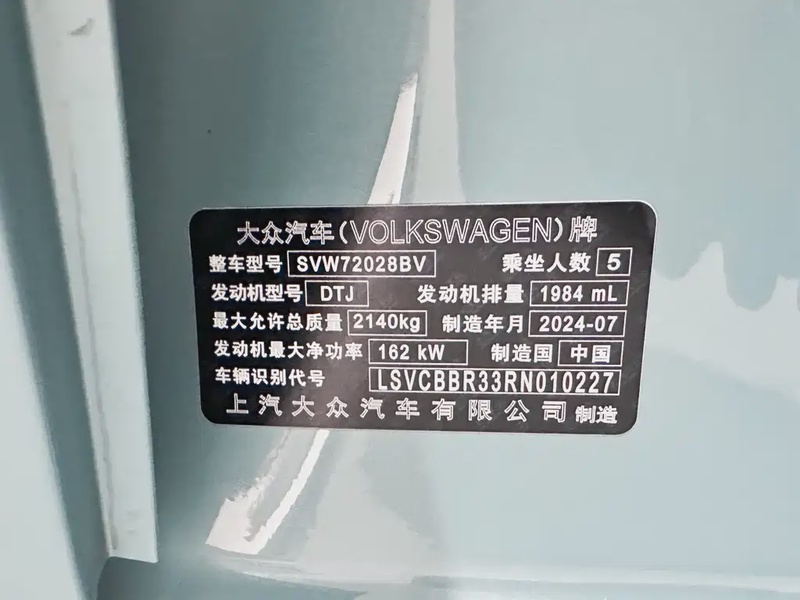 大众汽车(VOLKSWAGEN)牌
整车型号 SVW72028BV 乘坐人数 5
发动机型号 DTJ 发动机排量 1984 mL
最大允许总质量 2140kg 制造年月 2024-07
发动机最大净功率 162 kW 制造国 中国
车辆识别代号 LSVCBBR33RN010227
上汽大众汽车有限公司 制造